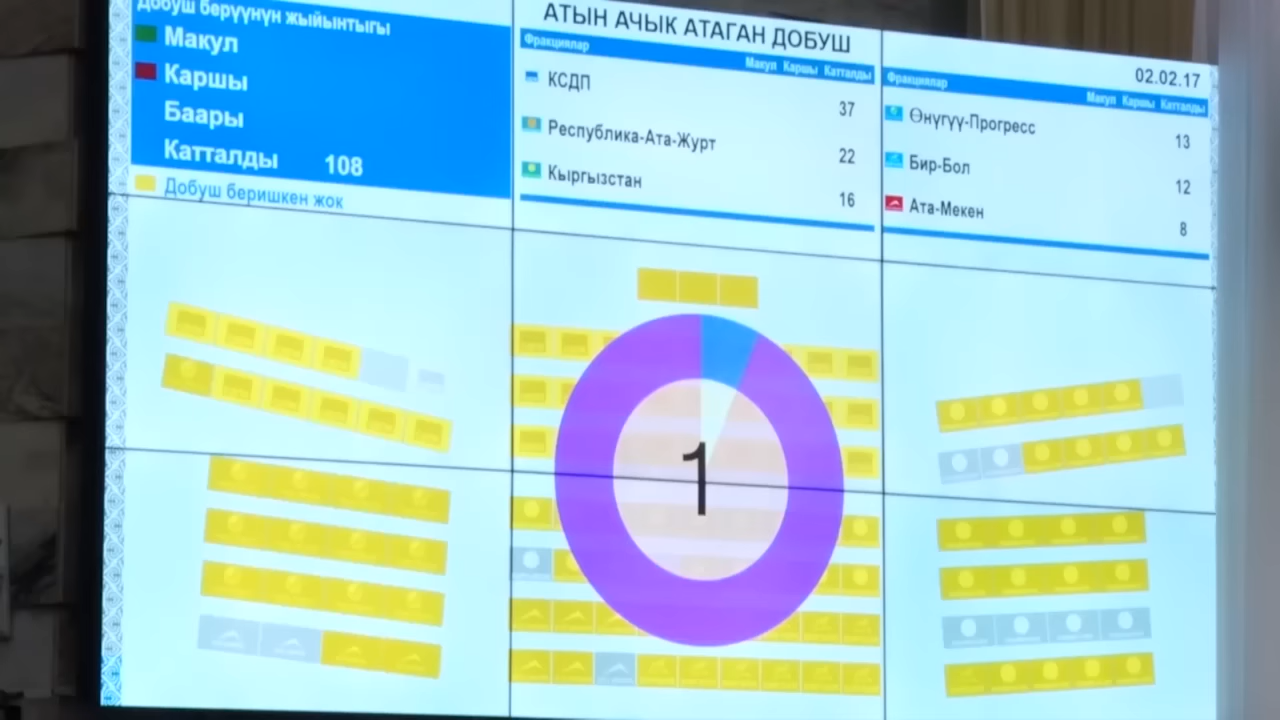 Добуш берүүнүн жыйынтыгы
Макул
Каршы
Баары
Катталды 108
Добуш беришкен жок
АТЫН АЧЫК АТАГАН ДОБУШ
Фракциялар Макул Каршы Катталды
КСДП 37
Республика-Ата-Журт 22
Кыргызстан 16
02.02.17
Фракциялар Макул Каршы Катталды
Өнүгүү-Прогресс 13
Бир-Бол 12
Ата-Мекен 8
1